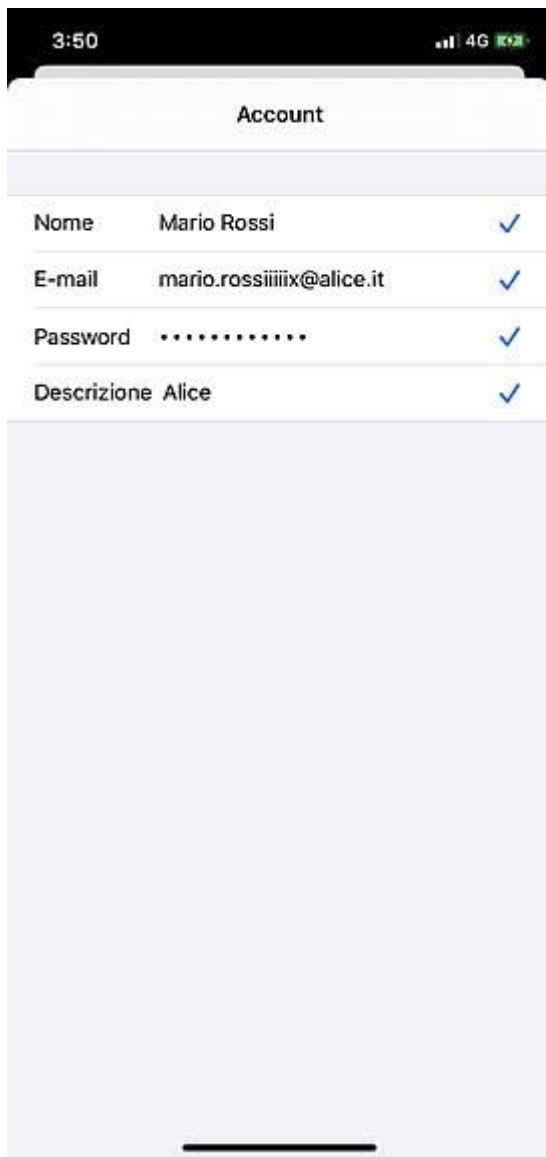 3:50 4G
Account
Nome Mario Rossi
E-mail mario.rossiiiiix@alice.it
Password ••••••••••••
Descrizione Alice